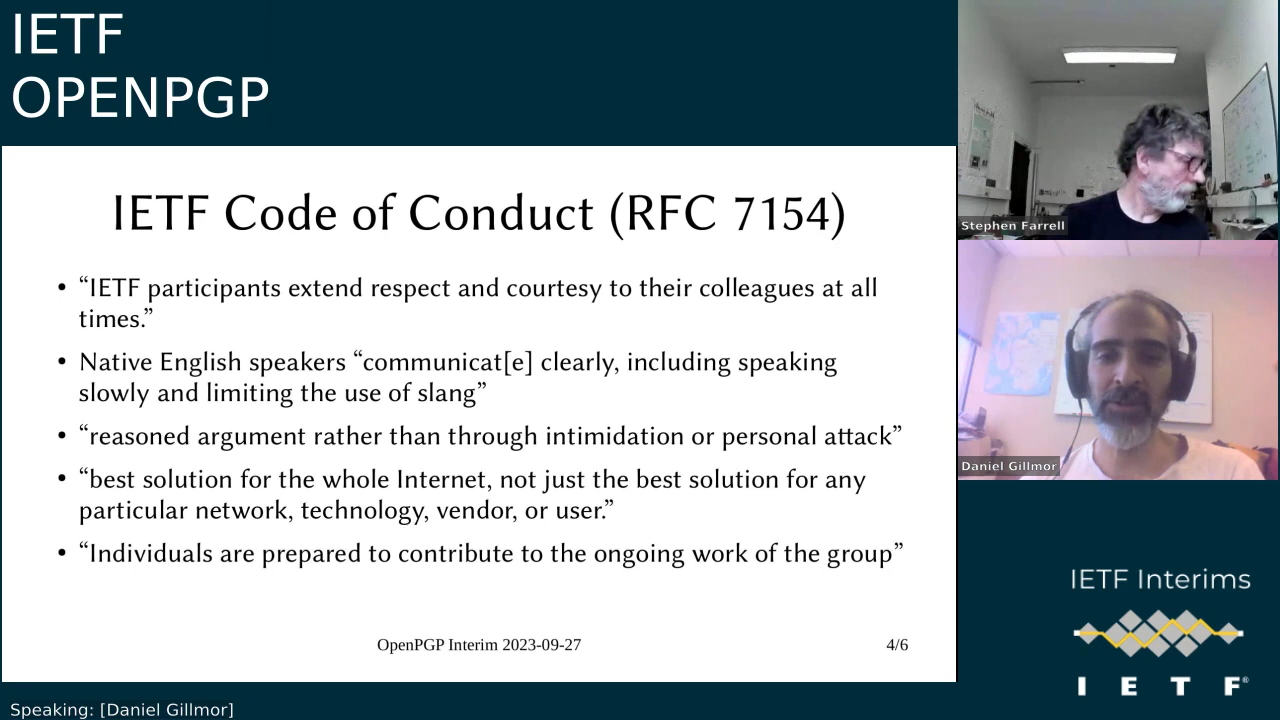 IETF
OPENPGP
IETF Code of Conduct (RFC 7154)
• “IETF participants extend respect and courtesy to their colleagues at all
times.”
• Native English speakers “communicat[e] clearly, including speaking
slowly and limiting the use of slang”
• “reasoned argument rather than through intimidation or personal attack”
• “best solution for the whole Internet, not just the best solution for any
particular network, technology, vendor, or user.”
• “Individuals are prepared to contribute to the ongoing work of the group”
OpenPGP Interim 2023-09-27
4/6
Stephen Farrell
Daniel Gillmor
IETF Interims
I E T F®
Speaking: [Daniel Gillmor]